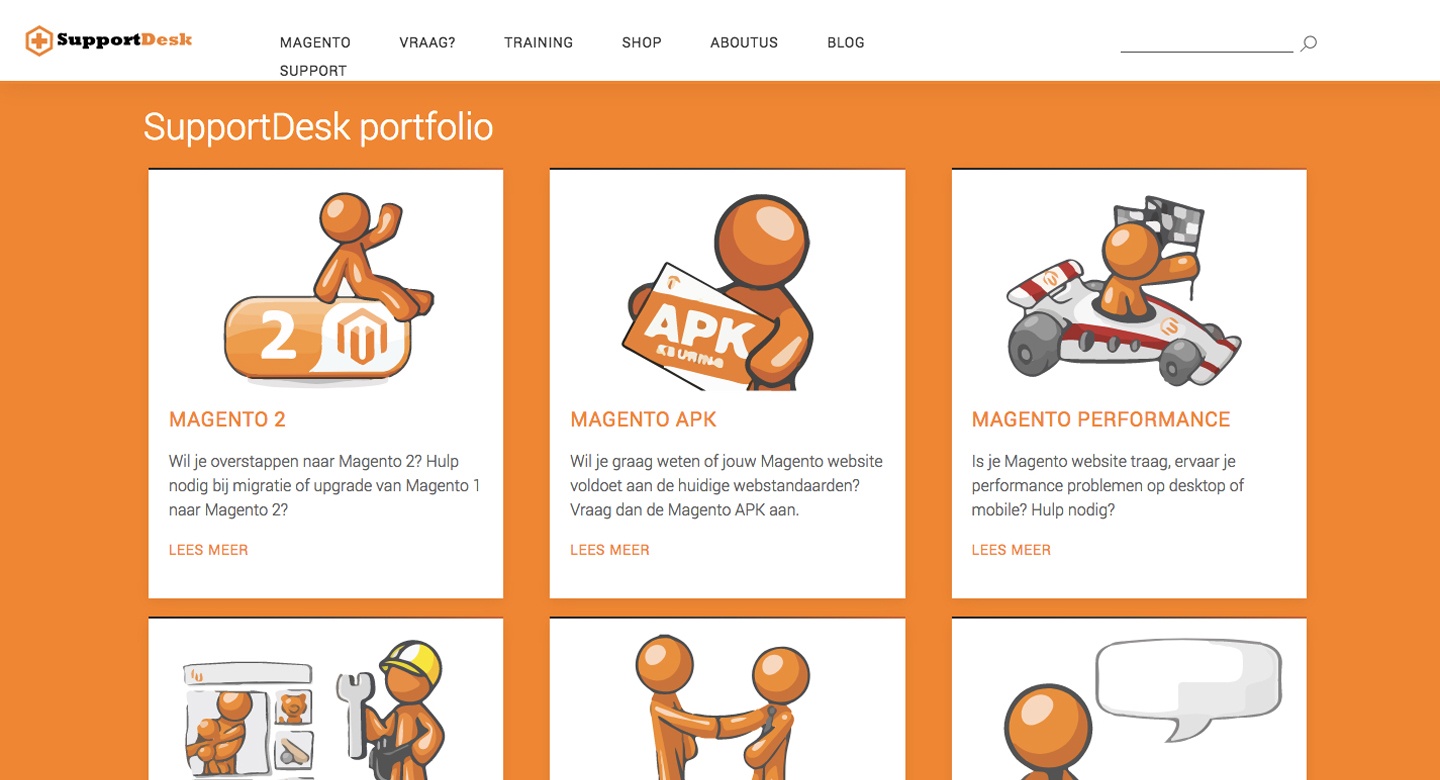 SupportDesk
MAGENTO SUPPORT
VRAAG?
TRAINING
SHOP
ABOUTUS
BLOG
SupportDesk portfolio
2
MAGENTO 2
Wil je overstappen naar Magento 2? Hulp
nodig bij migratie of upgrade van Magento 1
naar Magento 2?
LEES MEER
APK
KEURING
MAGENTO APK
Wil je graag weten of jouw Magento website
voldoet aan de huidige webstandaarden?
Vraag dan de Magento APK aan.
LEES MEER
MAGENTO PERFORMANCE
Is je Magento website traag, ervaar je
performance problemen op desktop of
mobile? Hulp nodig?
LEES MEER